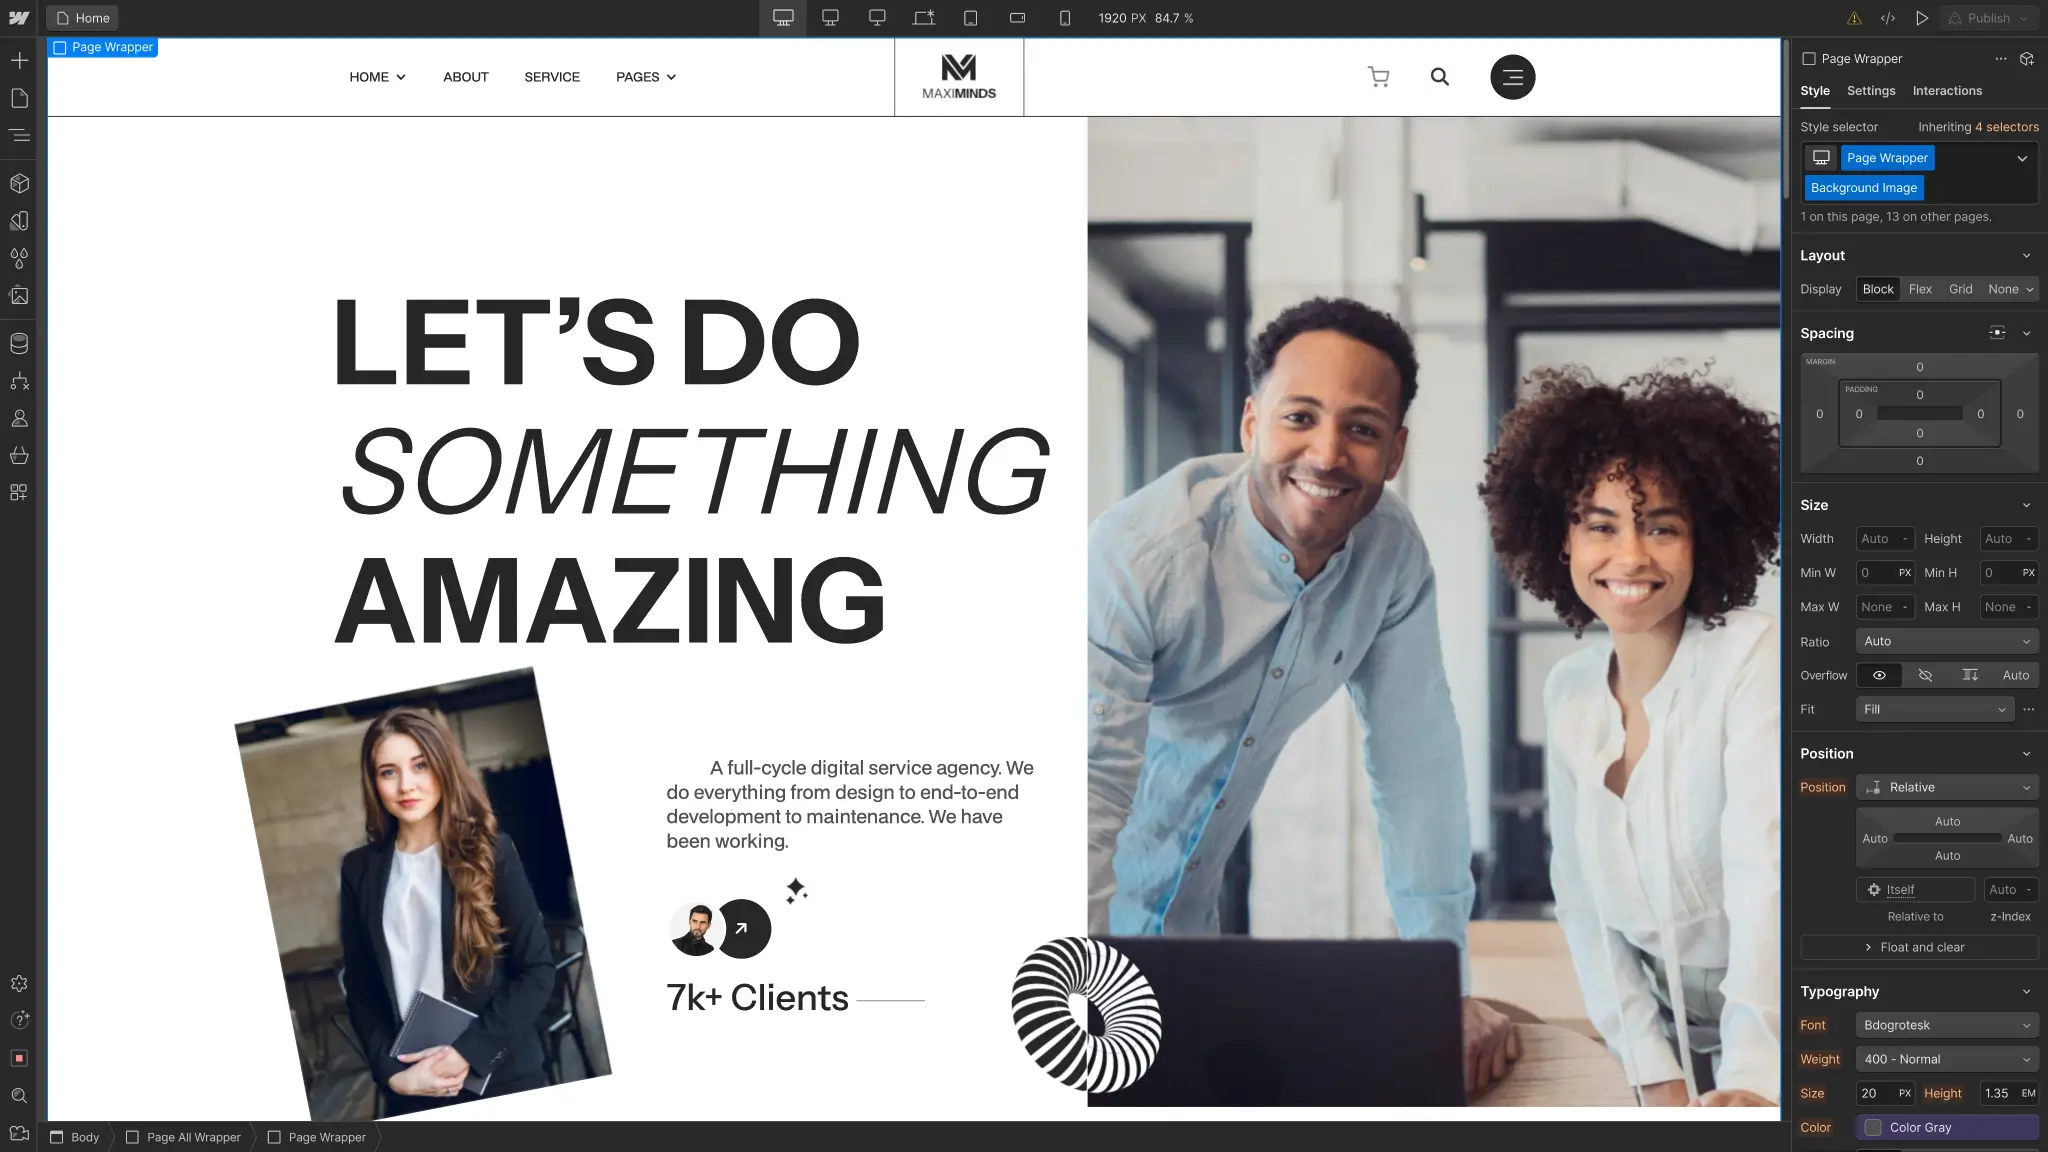 Home
1920 PX 84.7 %
Publish
Page Wrapper
HOME
ABOUT
SERVICE
PAGES
MAXIMINDS
LET'S DO
SOMETHING
AMAZING
A full-cycle digital service agency. We
do everything from design to end-to-end
development to maintenance. We have
been working.
7k+ Clients
Body
Page All Wrapper
Page Wrapper
Page Wrapper
Style Settings Interactions
Style selector Inheriting 4 selectors
Page Wrapper
Background Image
1 on this page, 13 on other pages.
Layout
Display Block Flex Grid None
Spacing
MARGIN
0
PADDING
0
0 0 0 0
0
0
Size
Width Auto - Height Auto -
Min W 0 PX Min H 0 PX
Max W None - Max H None -
Ratio Auto
Overflow Auto
Fit Fill
Position
Position Relative
Auto
Auto Auto
Auto
Itself Auto -
Relative to z-Index
Float and clear
Typography
Font Bdogrotesk
Weight 400 - Normal
Size 20 PX Height 1.35 EM
Color Color Gray